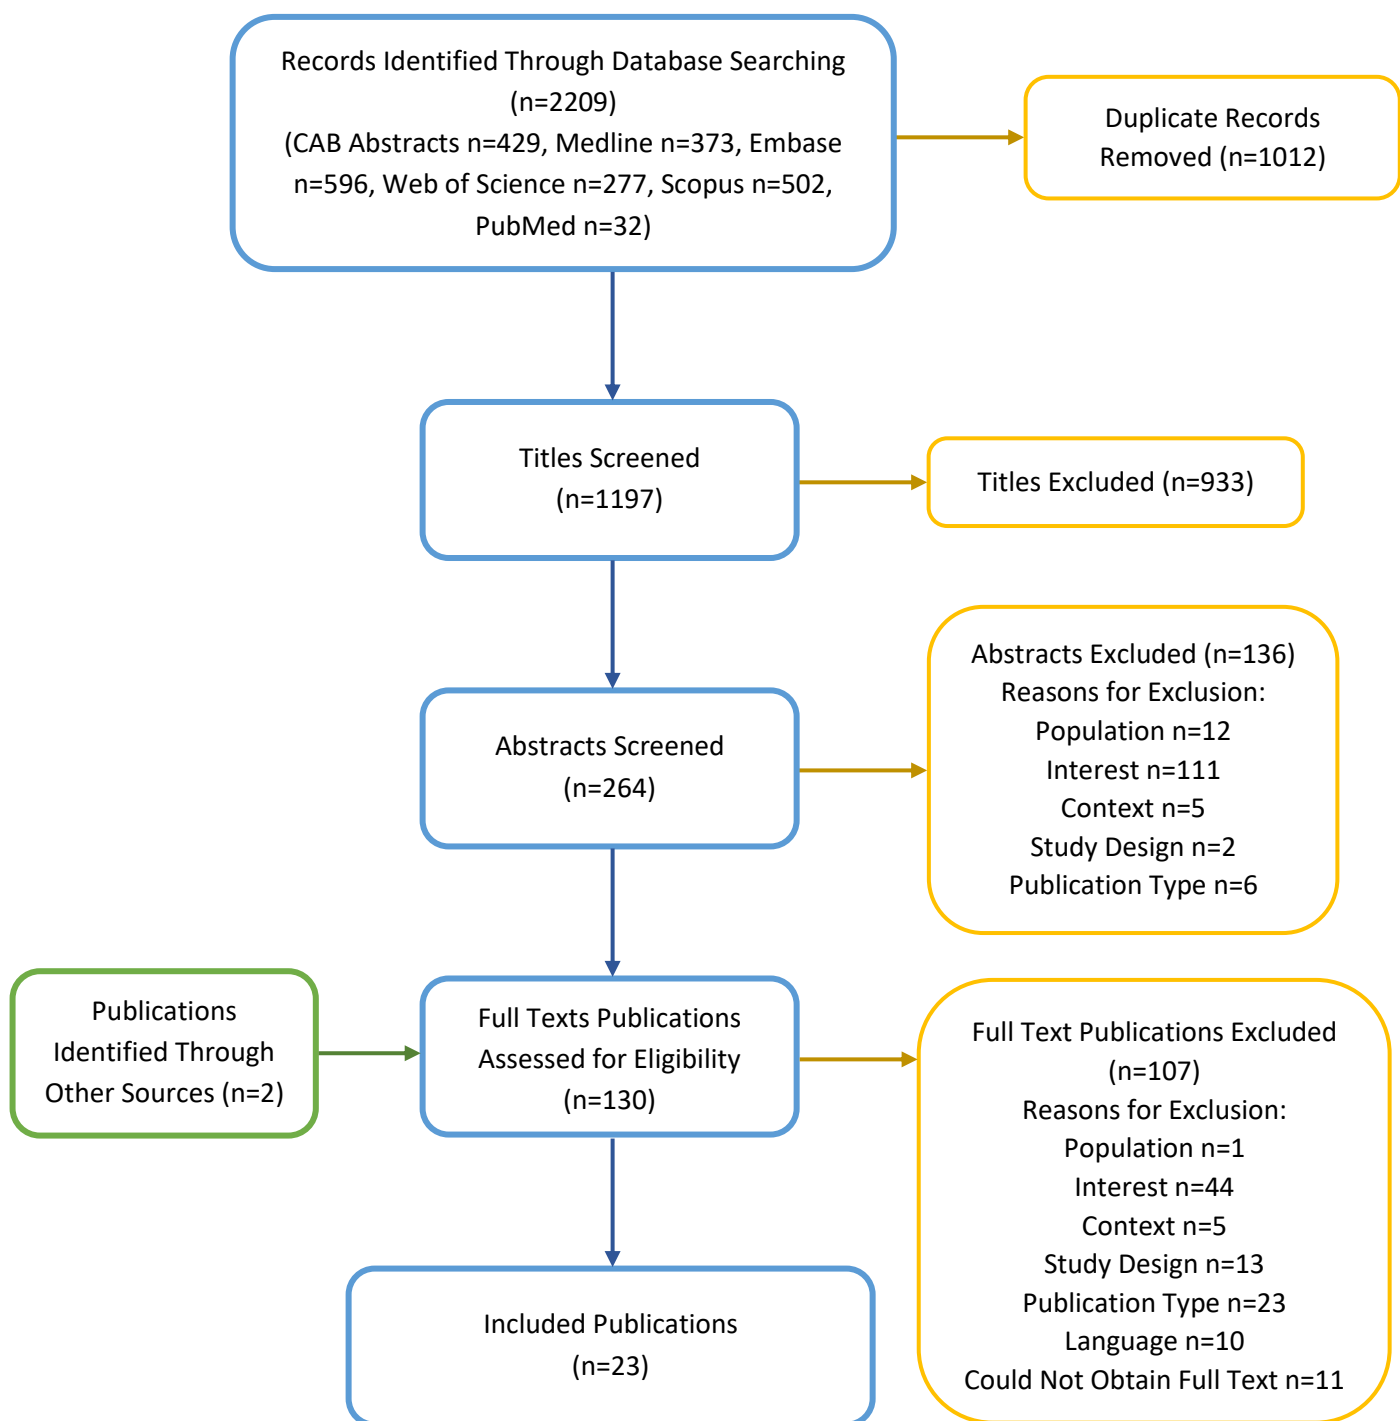 Records Identified Through Database Searching
(n=2209)
(CAB Abstracts n=429, Medline n=373, Embase
n=596, Web of Science n=277, Scopus n=502,
PubMed n=32)
Duplicate Records
Removed (n=1012)
Titles Screened
(n=1197)
Titles Excluded (n=933)
Abstracts Screened
(n=264)
Abstracts Excluded (n=136)
Reasons for Exclusion:
Population n=12
Interest n=111
Context n=5
Study Design n=2
Publication Type n=6
Publications
Identified Through
Other Sources (n=2)
Full Texts Publications
Assessed for Eligibility
(n=130)
Full Text Publications Excluded
(n=107)
Reasons for Exclusion:
Population n=1
Interest n=44
Context n=5
Study Design n=13
Publication Type n=23
Language n=10
Could Not Obtain Full Text n=11
Included Publications
(n=23)